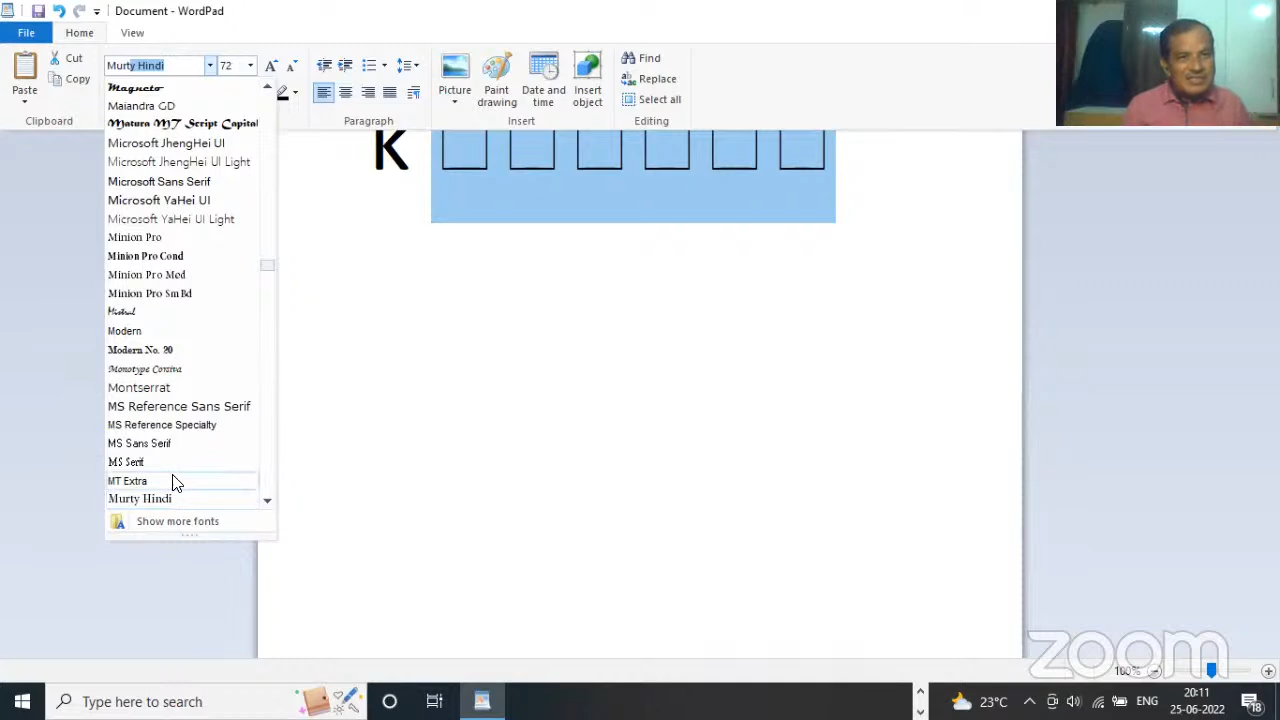 Document - WordPad
File Home View
Paste
Cut
Copy
Clipboard
Murty Hindi 72
Paragraph
Picture
Paint drawing
Date and time
Insert object
Insert
Find
Replace
Select all
Editing
Magneto
Maiandra GD
Matura MT Script Capital
Microsoft JhengHei UI
Microsoft JhengHei UI Light
Microsoft Sans Serif
Microsoft YaHei UI
Microsoft YaHei UI Light
Minion Pro
Minion Pro Cond
Minion Pro Med
Minion Pro SmBd
Mistral
Modern
Modern No. 20
Monotype Corsiva
Montserrat
MS Reference Sans Serif
MS Reference Specialty
MS Sans Serif
MS Serif
MT Extra
Murty Hindi
Show more fonts
K
zoom
100%
Type here to search
23°C
ENG
20:11
25-06-2022
18